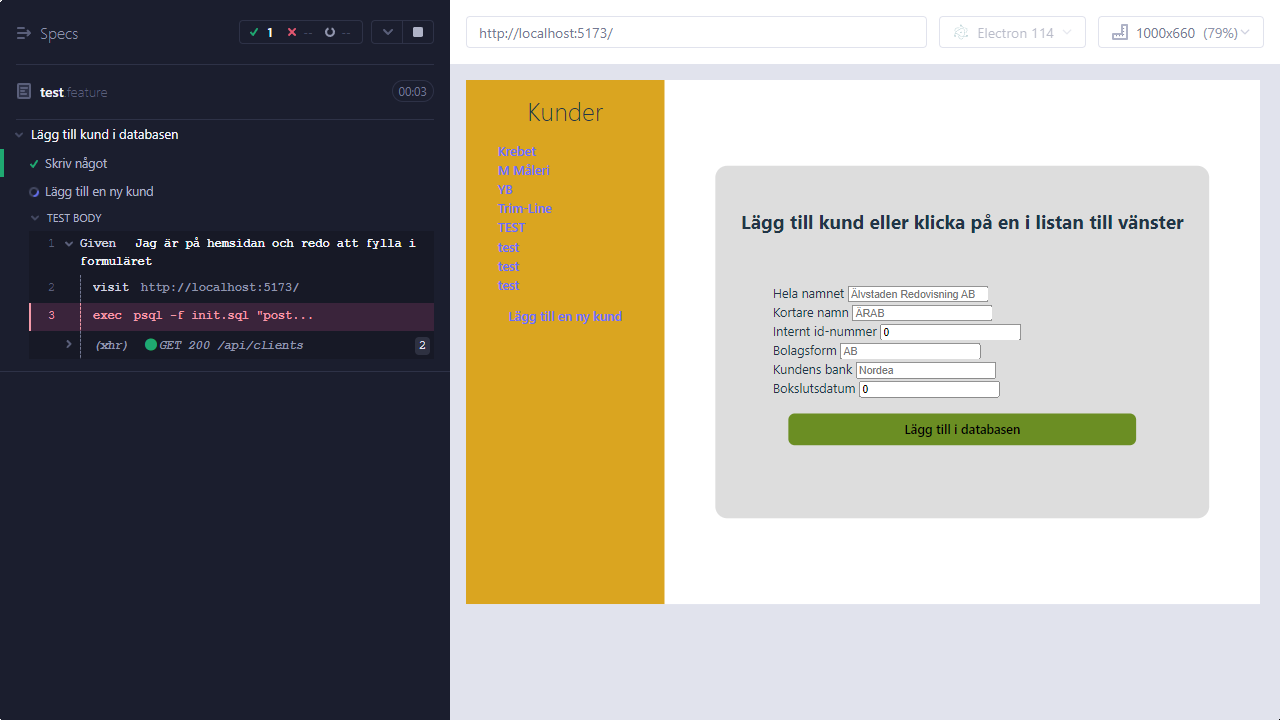 Specs
1 -- --
test.feature 00:03
Lägg till kund i databasen
Skriv något
Lägg till en ny kund
TEST BODY
1 Given Jag är på hemsidan och redo att fylla i
formuläret
2 visit http://localhost:5173/
3 exec psql -f init.sql "post...
(xhr) GET 200 /api/clients 2
http://localhost:5173/
Electron 114
1000x660 (79%)
Kunder
Krebet
M Måleri
YB
Trim-Line
TEST
test
test
test
Lägg till en ny kund
Lägg till kund eller klicka på en i listan till vänster
Hela namnet Älvstaden Redovisning AB
Kortare namn ÄRAB
Internt id-nummer 0
Bolagsform AB
Kundens bank Nordea
Bokslutsdatum 0
Lägg till i databasen